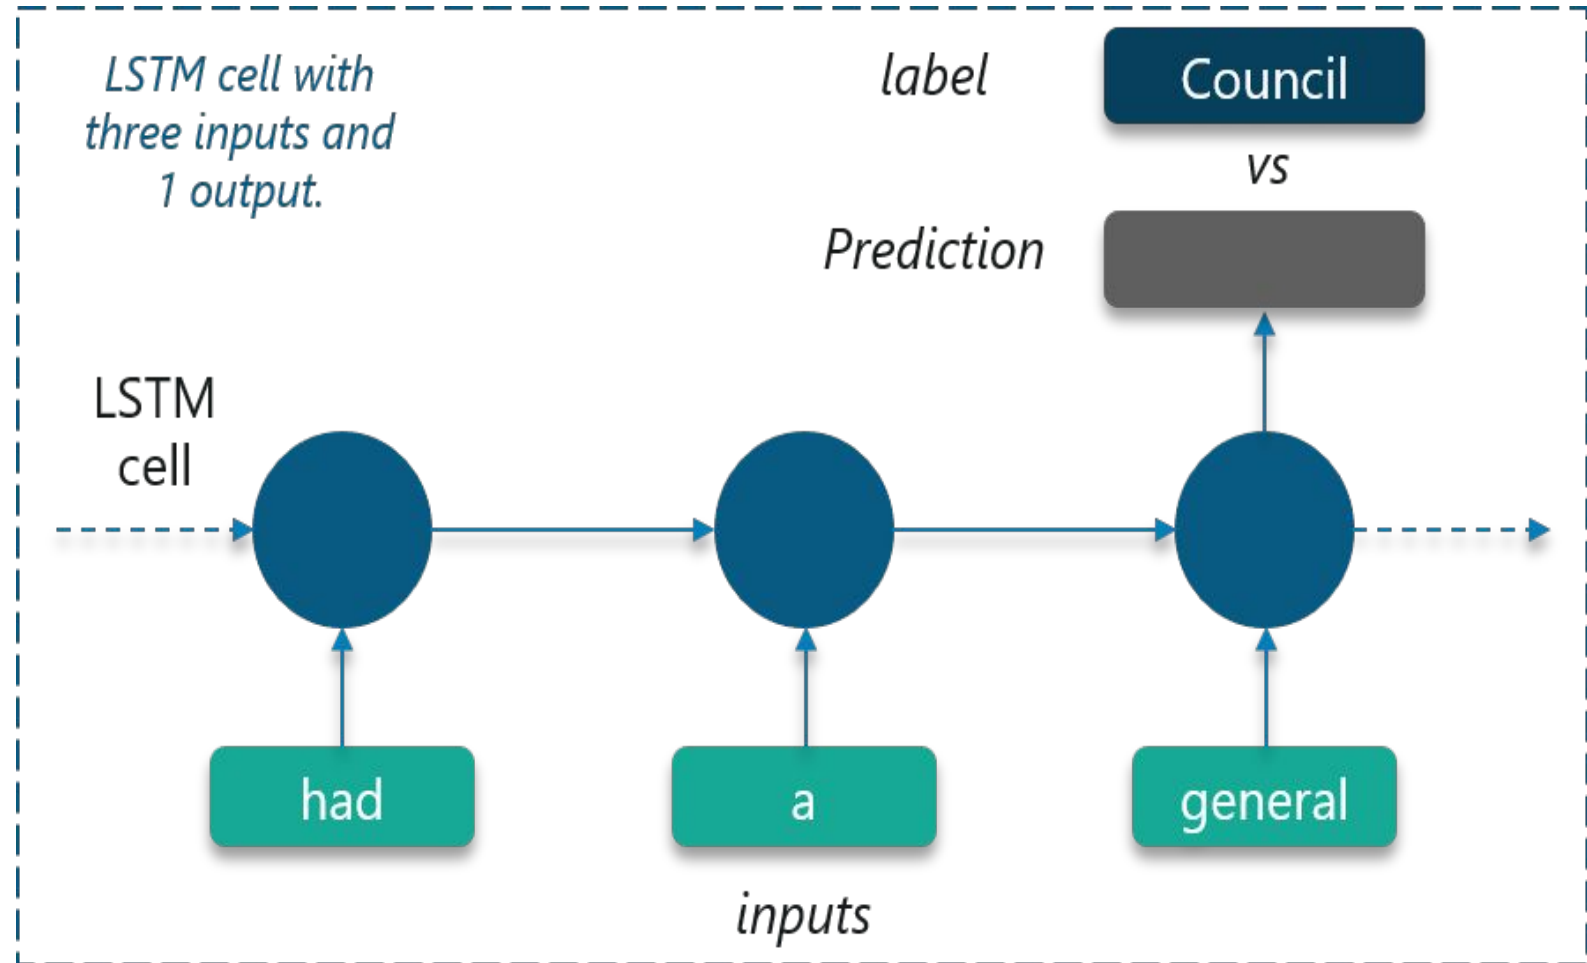 LSTM cell with
three inputs and
1 output.
label
Council
vs
Prediction
LSTM
cell
had
a
general
inputs